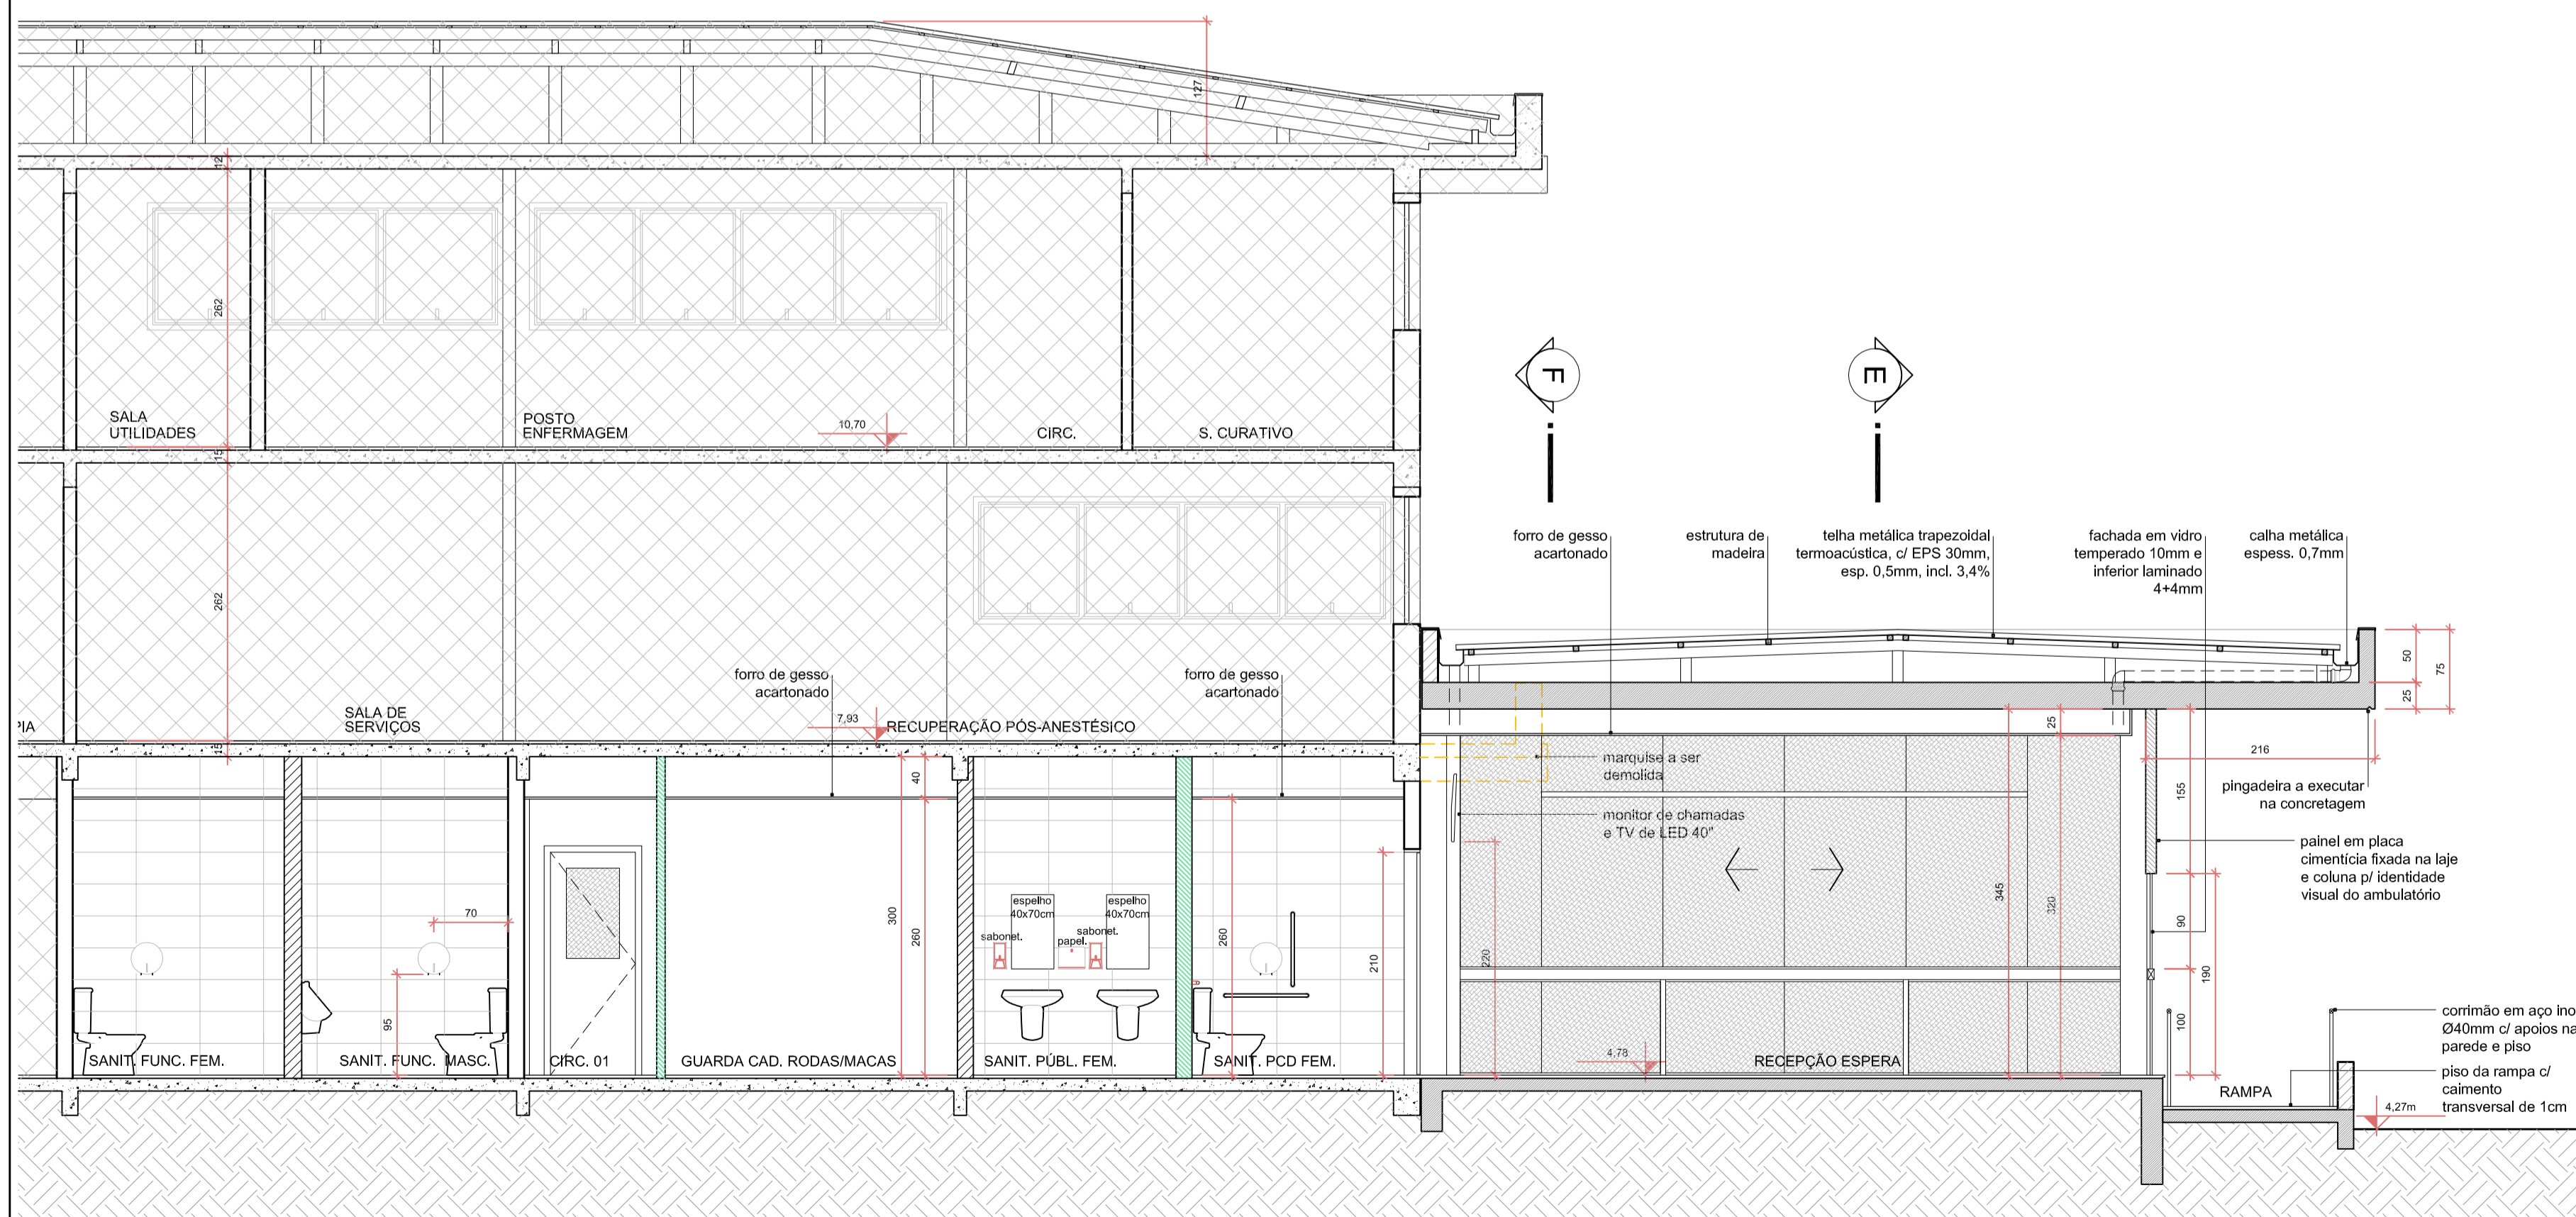 127
12
262
SALA
UTILIDADES
POSTO
ENFERMAGEM
10,70
CIRC.
S. CURATIVO
15
262
F
E
forro de gesso
acartonado
estrutura de
madeira
telha metálica trapezoidal
termoacústica, c/ EPS 30mm,
esp. 0,5mm, incl. 3,4%
fachada em vidro
temperado 10mm e
inferior laminado
4+4mm
calha metálica
espess. 0,7mm
50
75
25
forro de gesso
acartonado
forro de gesso
acartonado
PIA
SALA DE
SERVIÇOS
7,93
RECUPERAÇÃO PÓS-ANESTÉSICO
15
40
25
216
marquise a ser
demolida
pingadeira a executar
na concretagem
155
monitor de chamadas
e TV de LED 40"
painel em placa
cimentícia fixada na laje
e coluna p/ identidade
visual do ambulatório
70
300
260
espelho
40x70cm
espelho
40x70cm
sabonet.
papel.
sabonet.
260
210
220
345
320
90
190
95
100
corrimão em aço ino
Ø40mm c/ apoios na
parede e piso
SANIT. FUNC. FEM.
SANIT. FUNC. MASC.
CIRC. 01
GUARDA CAD. RODAS/MACAS
SANIT. PÚBL. FEM.
SANIT. PCD FEM.
4,78
RECEPÇÃO ESPERA
RAMPA
piso da rampa c/
caimento
transversal de 1cm
4,27m